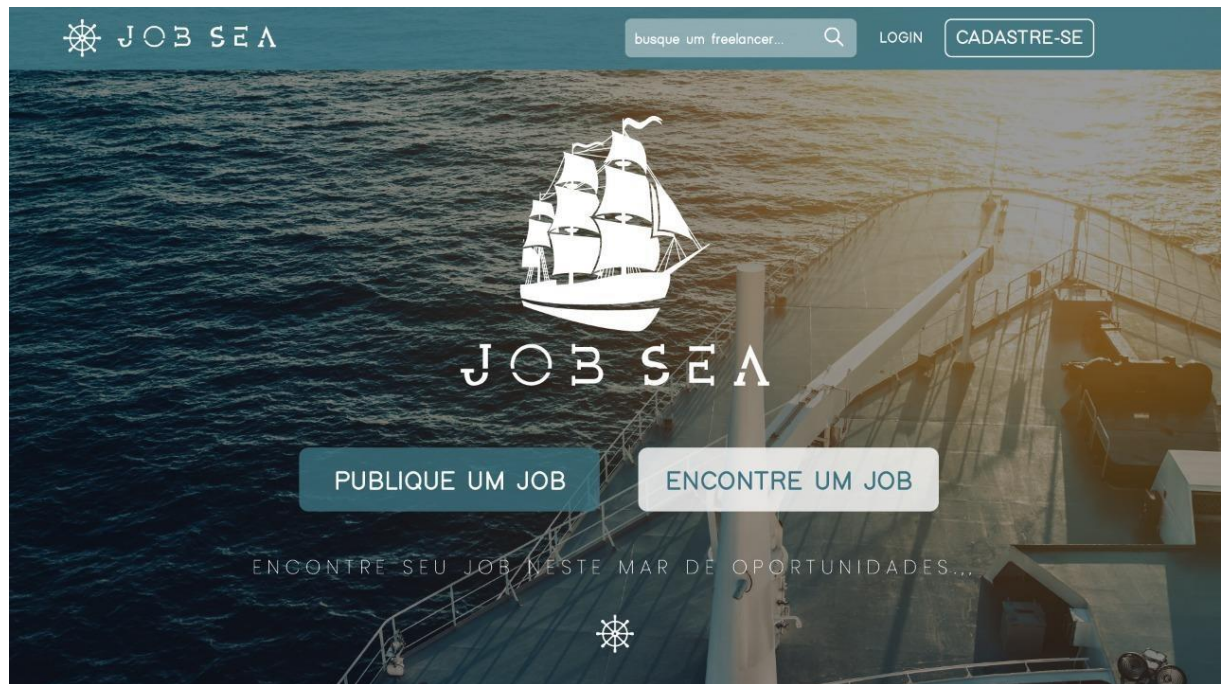 JOB SEA
busque um freelancer...
LOGIN
CADASTRE-SE
JOB SEA
PUBLIQUE UM JOB
ENCONTRE UM JOB
ENCONTRE SEU JOB NESTE MAR DE OPORTUNIDADES...